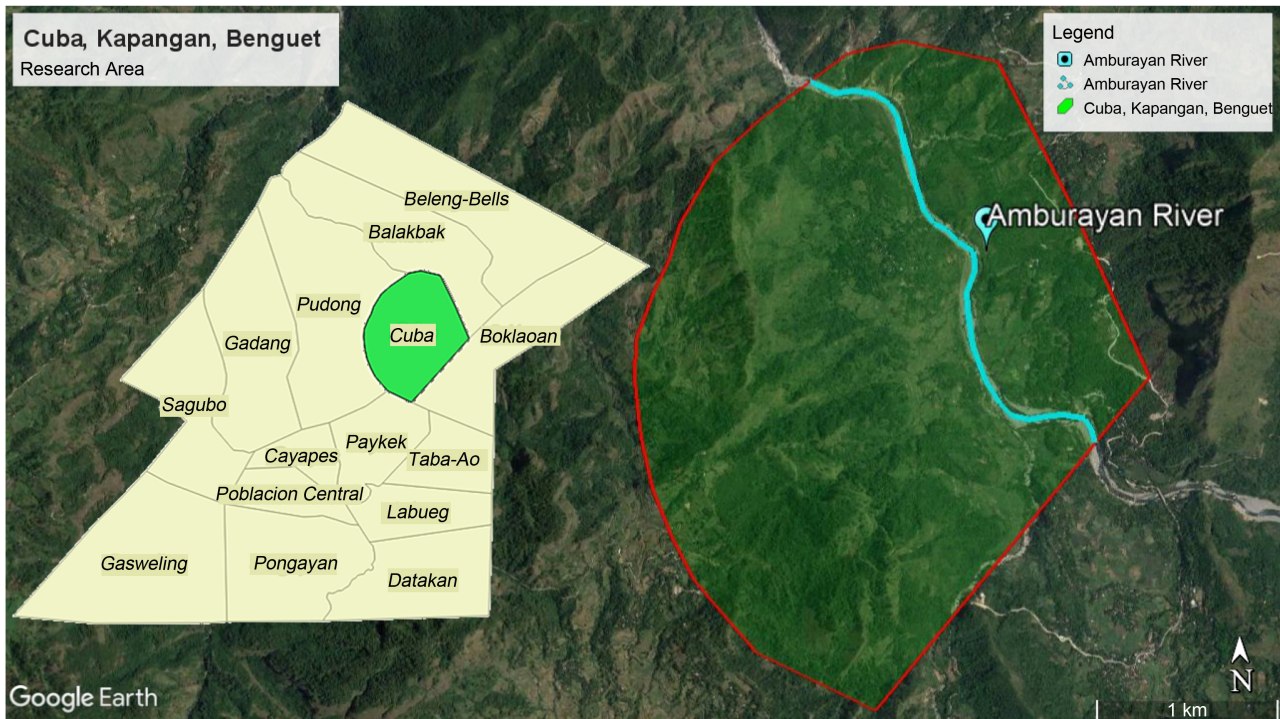 Cuba, Kapangan, Benguet
Research Area
Legend
Amburayan River
Amburayan River
Cuba, Kapangan, Benguet
Beleng-Bells
Balakbak
Pudong
Cuba
Boklaoan
Gadang
Sagubo
Paykek
Cayapes
Taba-Ao
Poblacion Central
Labueg
Gasweling
Pongayan
Datakan
Amburayan River
Google Earth
N
1 km